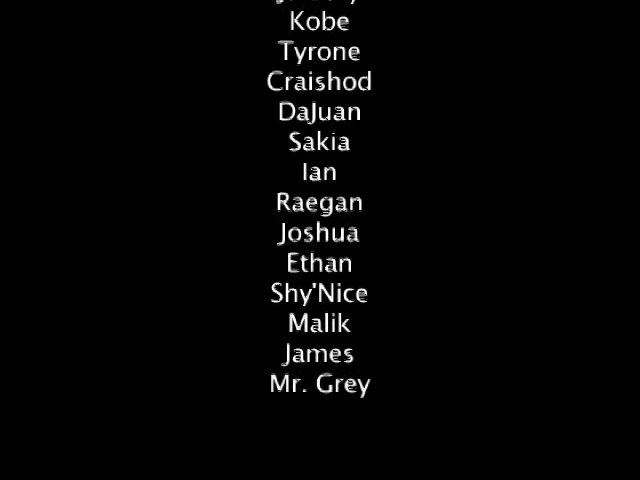 Kobe
Tyrone
Craishod
DaJuan
Sakia
Ian
Raegan
Joshua
Ethan
Shy'Nice
Malik
James
Mr. Grey